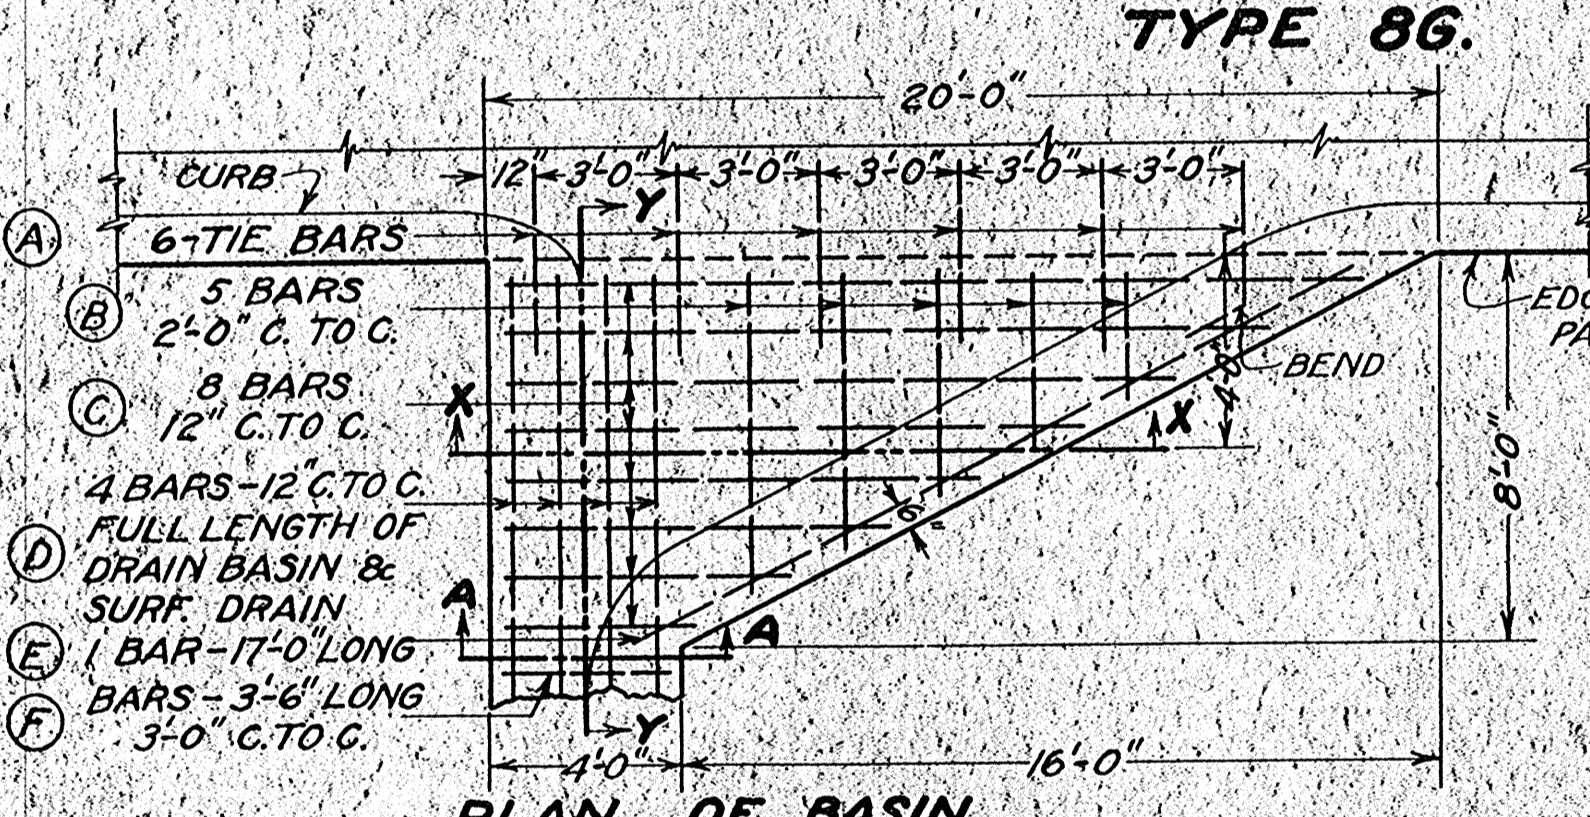 TYPE 8G.
20'-0"
CURB
12" 3'-0" 3'-0" 3'-0" 3'-0" 3'-0"
Y
A 6-TIE BARS
B 5 BARS
2'-0" C. TO C.
BEND
4'-0"
C 8 BARS
12" C. TO C.
X X
8'-0"
4 BARS-12" C. TO C.
D FULL LENGTH OF
DRAIN BASIN &
SURF. DRAIN
6"
A A
E 1 BAR-17'-0" LONG
F BARS-3'-6" LONG
3'-0" C. TO C.
Y
4'-0" 16'-0"
PLAN OF BASIN